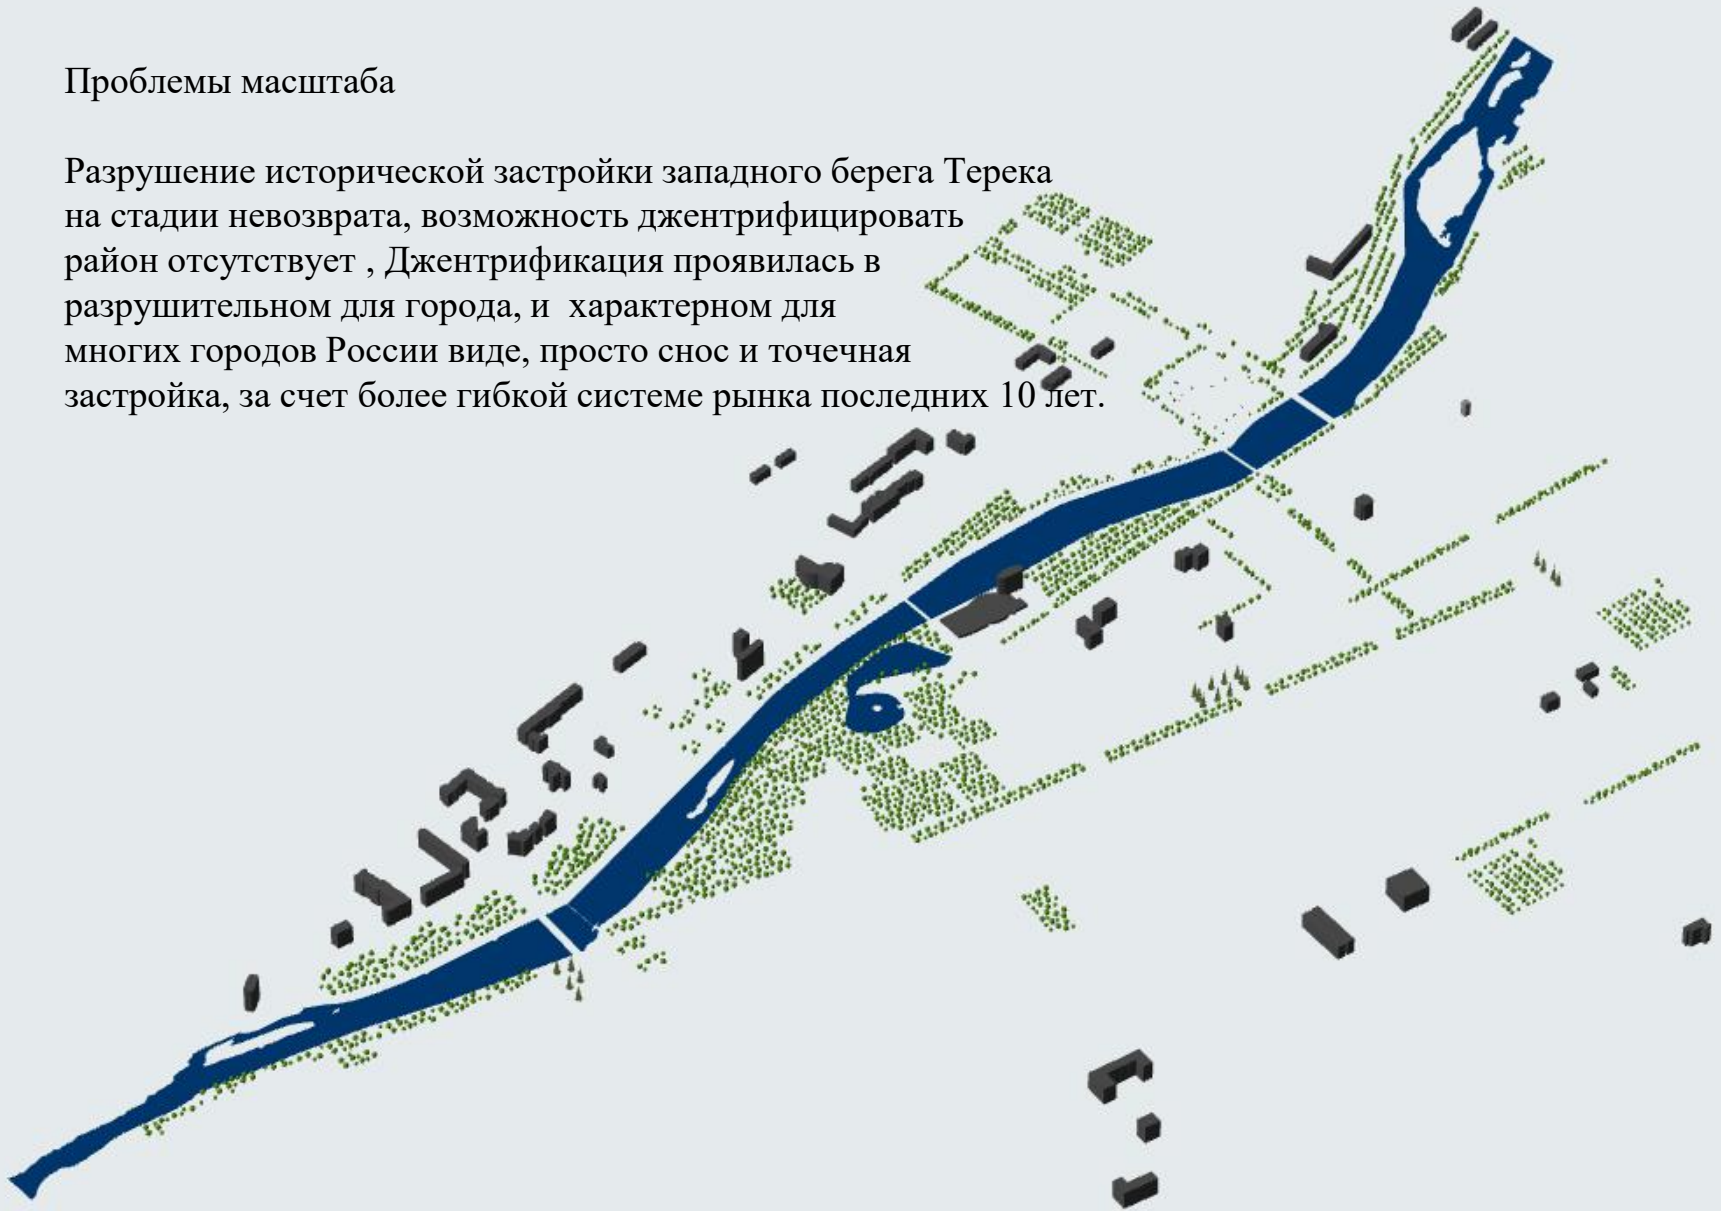 Проблемы масштаба
Разрушение исторической застройки западного берега Терека
на стадии невозврата, возможность джентрифицировать
район отсутствует , Джентрификация проявилась в
разрушительном для города, и  характерном для
многих городов России виде, просто снос и точечная
застройка, за счет более гибкой системе рынка последних 10 лет.